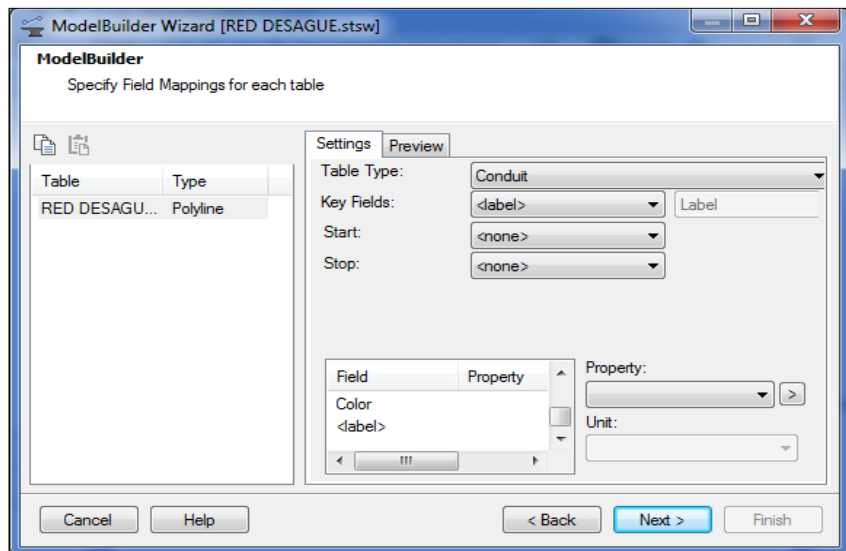 ModelBuilder Wizard [RED DESAGUE.stsw]
ModelBuilder
Specify Field Mappings for each table
Settings Preview
Table Type: Conduit
Table Type
Key Fields: <label> Label
RED DESAGU... Polyline
Start: <none>
Stop: <none>
Field Property
Property:
Color
<label>
Unit:
Cancel Help < Back Next > Finish